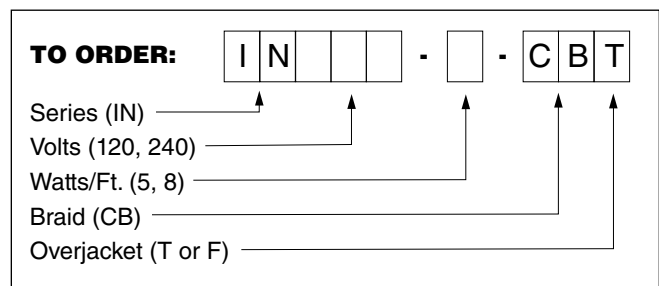 TO ORDER: I N - - C B T
Series (IN)
Volts (120, 240)
Watts/Ft. (5, 8)
Braid (CB)
Overjacket (T or F)